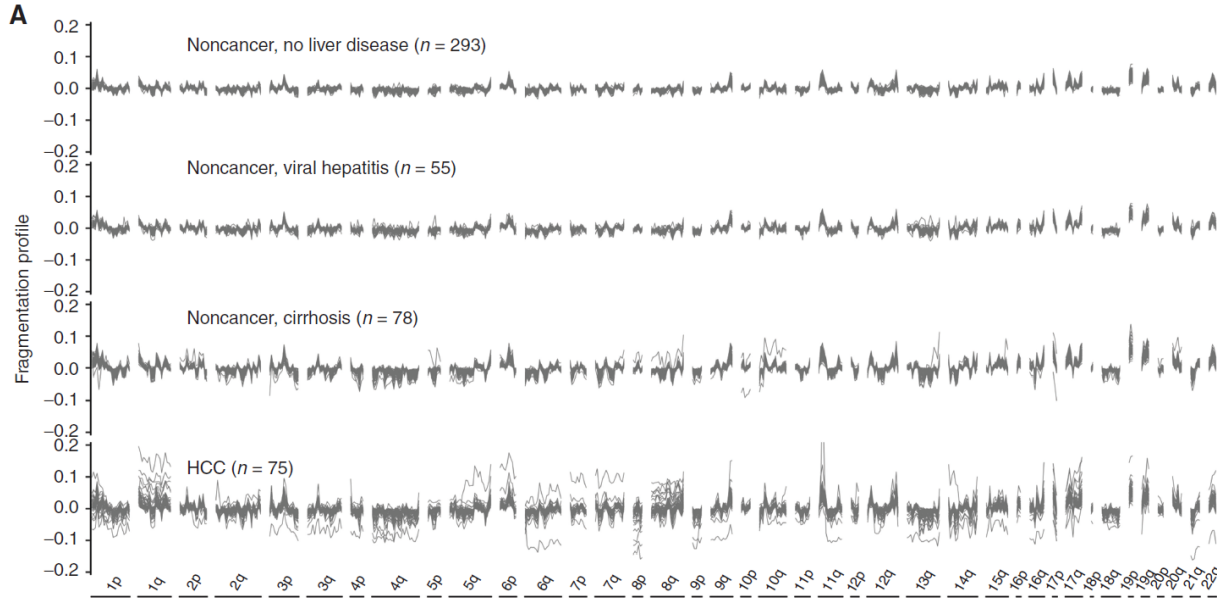 A
Fragmentation profile
0.2
0.1
0.0
−0.1
−0.2
Noncancer, no liver disease (n = 293)
0.2
0.1
0.0
−0.1
−0.2
Noncancer, viral hepatitis (n = 55)
0.2
0.1
0.0
−0.1
−0.2
Noncancer, cirrhosis (n = 78)
0.2
0.1
0.0
−0.1
−0.2
HCC (n = 75)
1p 1q 2p 2q 3p 3q 4p 4q 5p 5q 6p 6q 7p 7q 8p 8q 9p 9q 10p 10q 11p 11q 12p 12q 13q 14q 15q 16p 16q 17p 17q 18p 18q 19p 19q 20p 20q 21q 22q